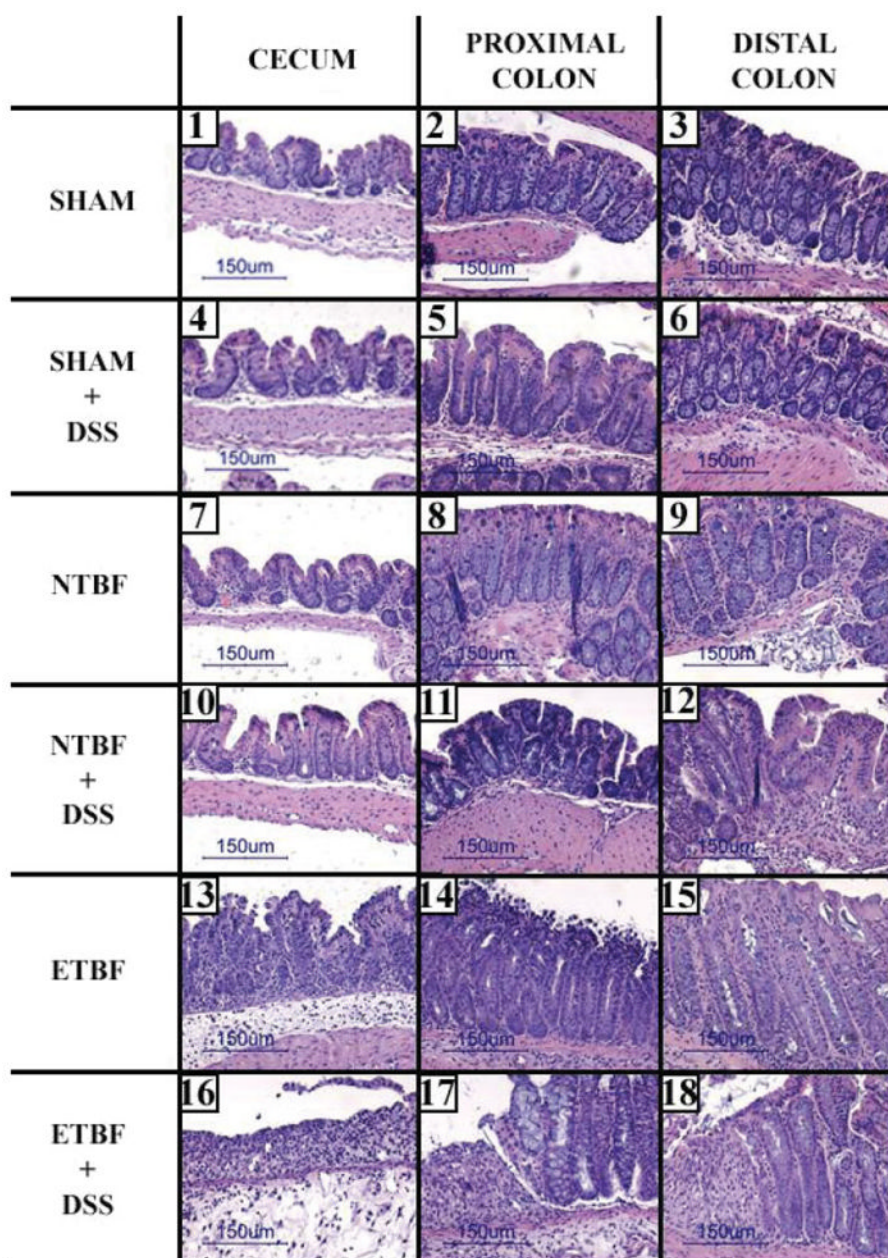 CECUM
PROXIMAL
COLON
DISTAL
COLON
SHAM
1
150um
2
150um
3
150um
SHAM
+
DSS
4
150um
5
150um
6
150um
NTBF
7
150um
8
150um
9
150um
NTBF
+
DSS
10
150um
11
150um
12
150um
ETBF
13
150um
14
150um
15
150um
ETBF
+
DSS
16
150um
17
150um
18
150um